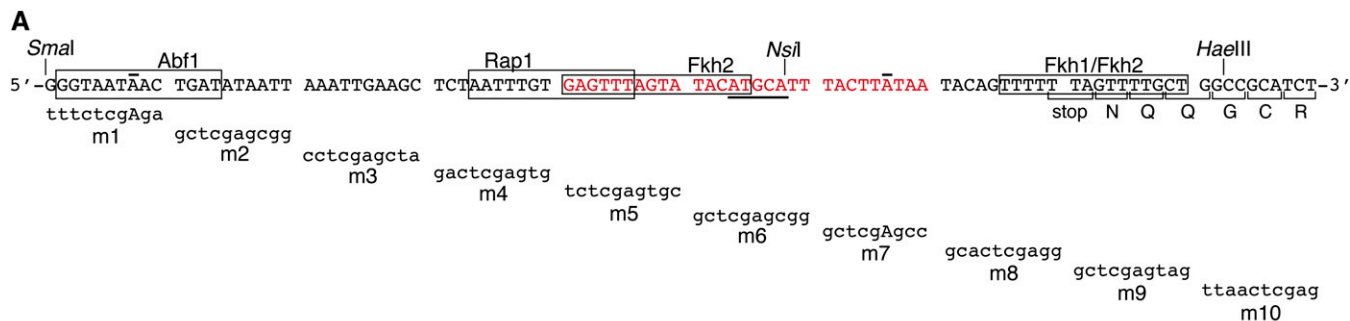 A
SmaI Abf1 Rap1 Fkh2 NsiI Fkh1/Fkh2 HaeIII
5′-GGGTAATAAC TGATATAATT AAATTGAAGC TCTAATTTGT GAGTTTAGTA TACATGCATT TACTTATAA TACAGTTTTT TAGTTTTGCT GGCCGCATCT-3′
stop N Q Q G C R
tttctcgAga
m1
gctcgagcgg
m2
cctcgagcta
m3
gactcgagtg
m4
tctcgagtgc
m5
gctcgagcgg
m6
gctcgAgcc
m7
gcactcgagg
m8
gctcgagtag
m9
ttaactcgag
m10